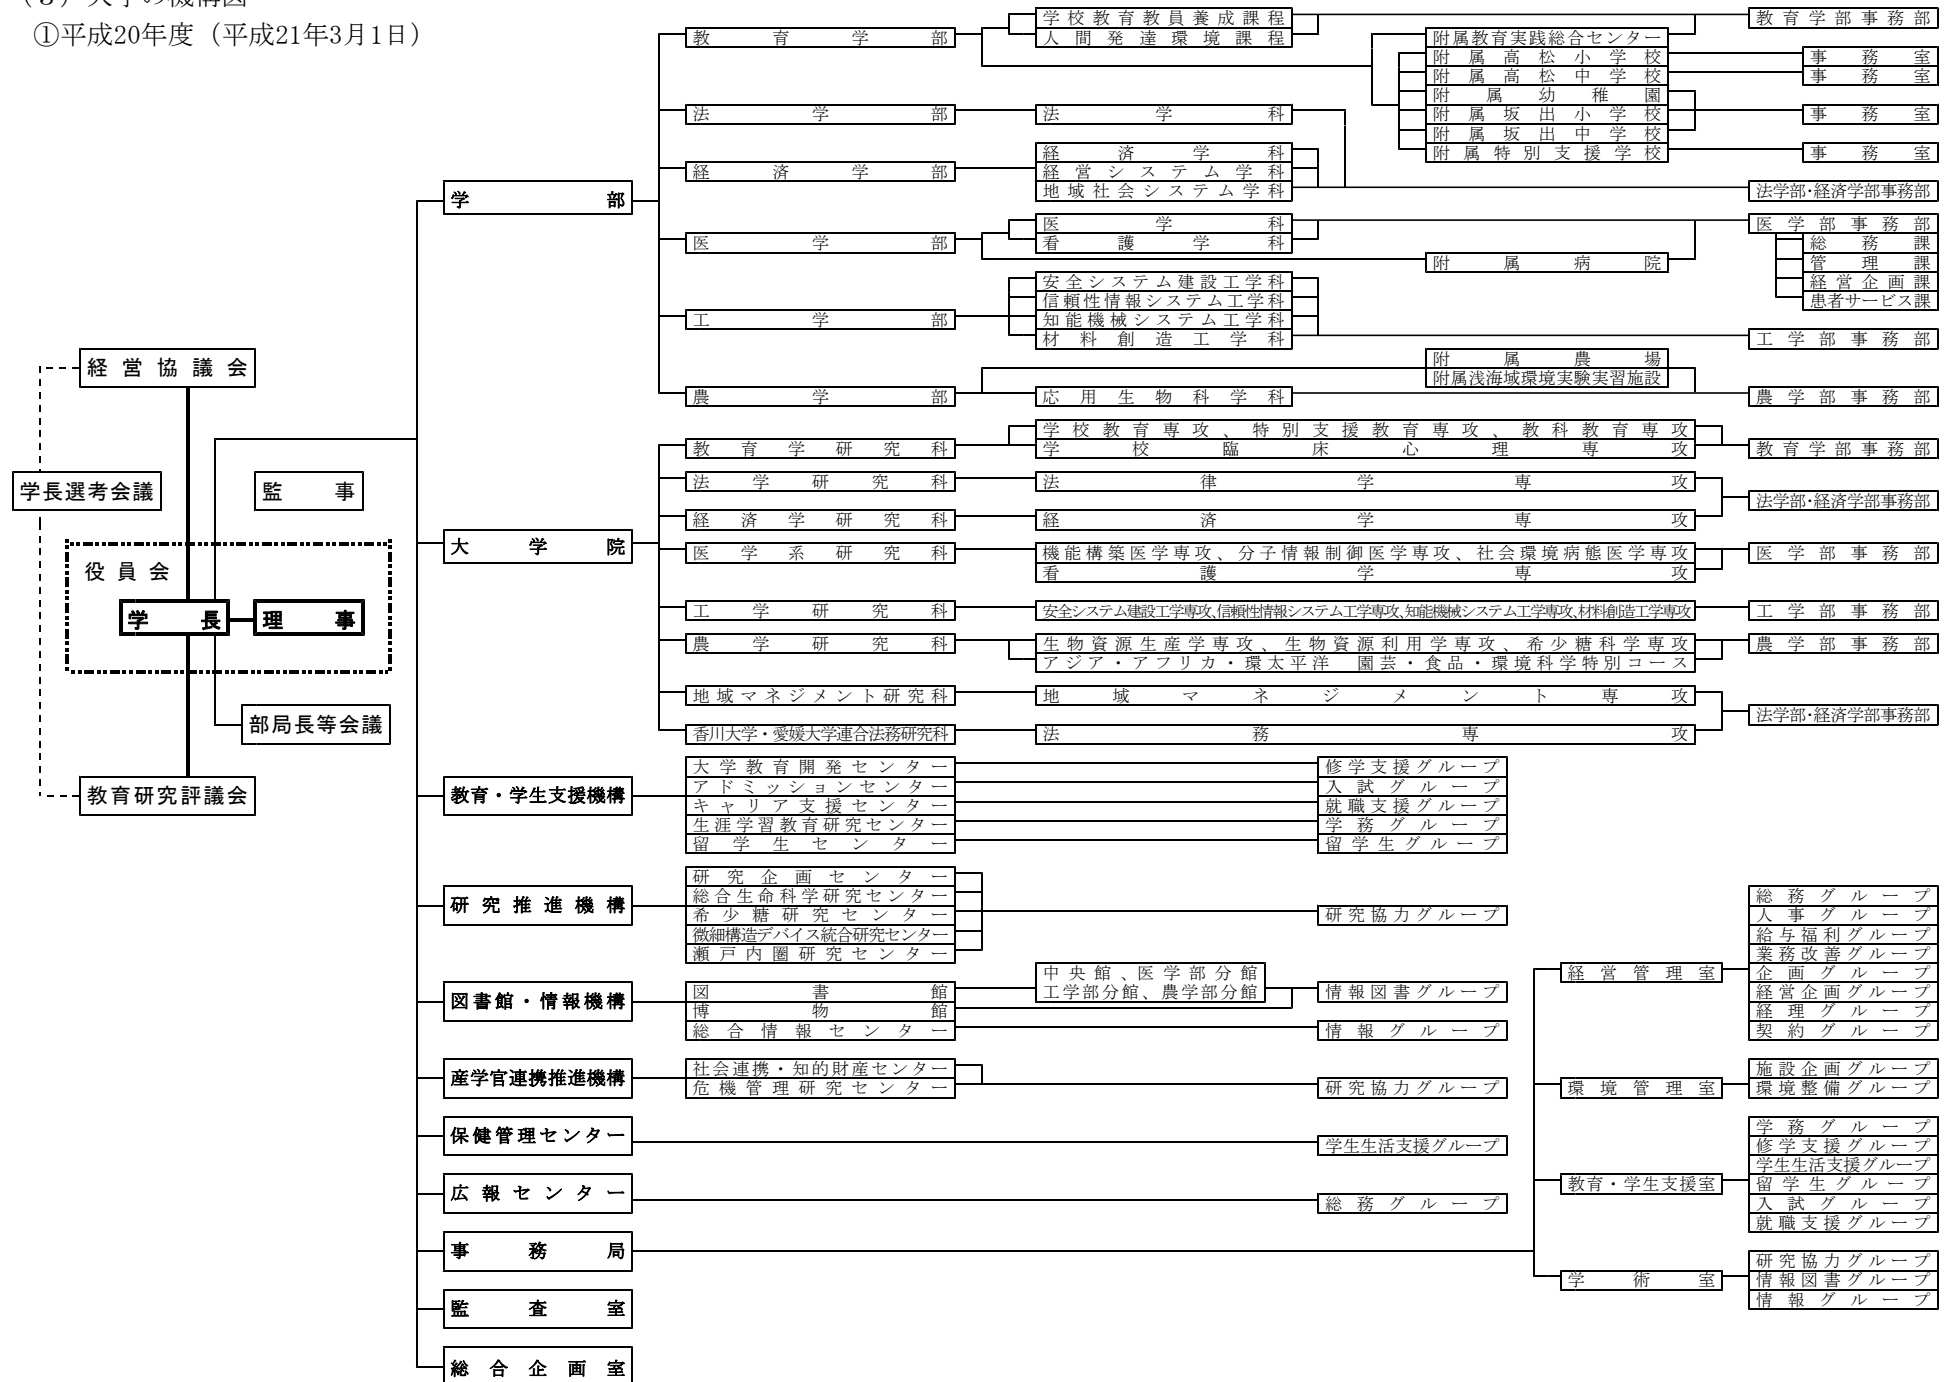 ①平成20年度（平成21年3月1日）
経営協議会
学長選考会議
監事
役員会
学長
理事
部局長等会議
教育研究評議会
学部
教育学部
学校教育教員養成課程
人間発達環境課程
附属教育実践総合センター
附属高松小学校
附属高松中学校
附属幼稚園
附属坂出小学校
附属坂出中学校
附属特別支援学校
教育学部事務部
事務室
事務室
事務室
事務室
法学部
法学科
経済学部
経済学科
経営システム学科
地域社会システム学科
法学部・経済学部事務部
医学部
医学科
看護学科
附属病院
医学部事務部
総務課
管理課
経営企画課
患者サービス課
工学部
安全システム建設工学科
信頼性情報システム工学科
知能機械システム工学科
材料創造工学科
工学部事務部
農学部
応用生物科学科
附属農場
附属浅海域環境実験実習施設
農学部事務部
大学院
教育学研究科
学校教育専攻、特別支援教育専攻、教科教育専攻
学校臨床心理専攻
教育学部事務部
法学研究科
法律学専攻
経済学研究科
経済学専攻
法学部・経済学部事務部
医学系研究科
機能構築医学専攻、分子情報制御医学専攻、社会環境病態医学専攻
看護学専攻
医学部事務部
工学研究科
安全システム建設工学専攻、信頼性情報システム工学専攻、知能機械システム工学専攻、材料創造工学専攻
工学部事務部
農学研究科
生物資源生産学専攻、生物資源利用学専攻、希少糖科学専攻
アジア・アフリカ・環太平洋　園芸・食品・環境科学特別コース
農学部事務部
地域マネジメント研究科
地域マネジメント専攻
香川大学・愛媛大学連合法務研究科
法務専攻
法学部・経済学部事務部
教育・学生支援機構
大学教育開発センター
修学支援グループ
アドミッションセンター
入試グループ
キャリア支援センター
就職支援グループ
生涯学習教育研究センター
学務グループ
留学生センター
留学生グループ
研究推進機構
研究企画センター
総合生命科学研究センター
希少糖研究センター
微細構造デバイス統合研究センター
瀬戸内圏研究センター
研究協力グループ
図書館・情報機構
図書館
博物館
総合情報センター
中央館、医学部分館
工学部分館、農学部分館
情報図書グループ
情報グループ
産学官連携推進機構
社会連携・知的財産センター
危機管理研究センター
研究協力グループ
保健管理センター
学生生活支援グループ
広報センター
総務グループ
事務局
経営管理室
総務グループ
人事グループ
給与福利グループ
業務改善グループ
企画グループ
経営企画グループ
経理グループ
契約グループ
環境管理室
施設企画グループ
環境整備グループ
教育・学生支援室
学務グループ
修学支援グループ
学生生活支援グループ
留学生グループ
入試グループ
就職支援グループ
学術室
研究協力グループ
情報図書グループ
情報グループ
監査室
総合企画室